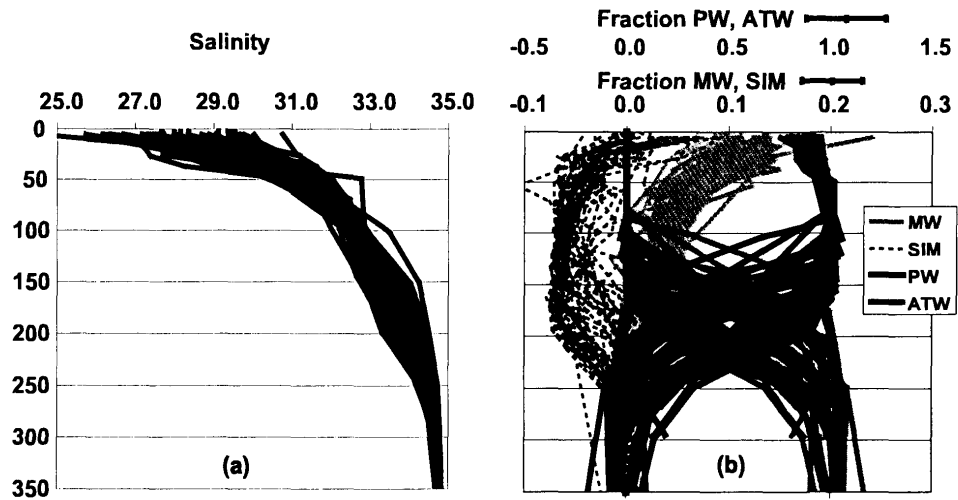 Salinity
25.0 27.0 29.0 31.0 33.0 35.0
0
50
100
150
200
250
300
350
(a)
Fraction PW, ATW
-0.5 0.0 0.5 1.0 1.5
Fraction MW, SIM
-0.1 0.0 0.1 0.2 0.3
MW
SIM
PW
ATW
(b)